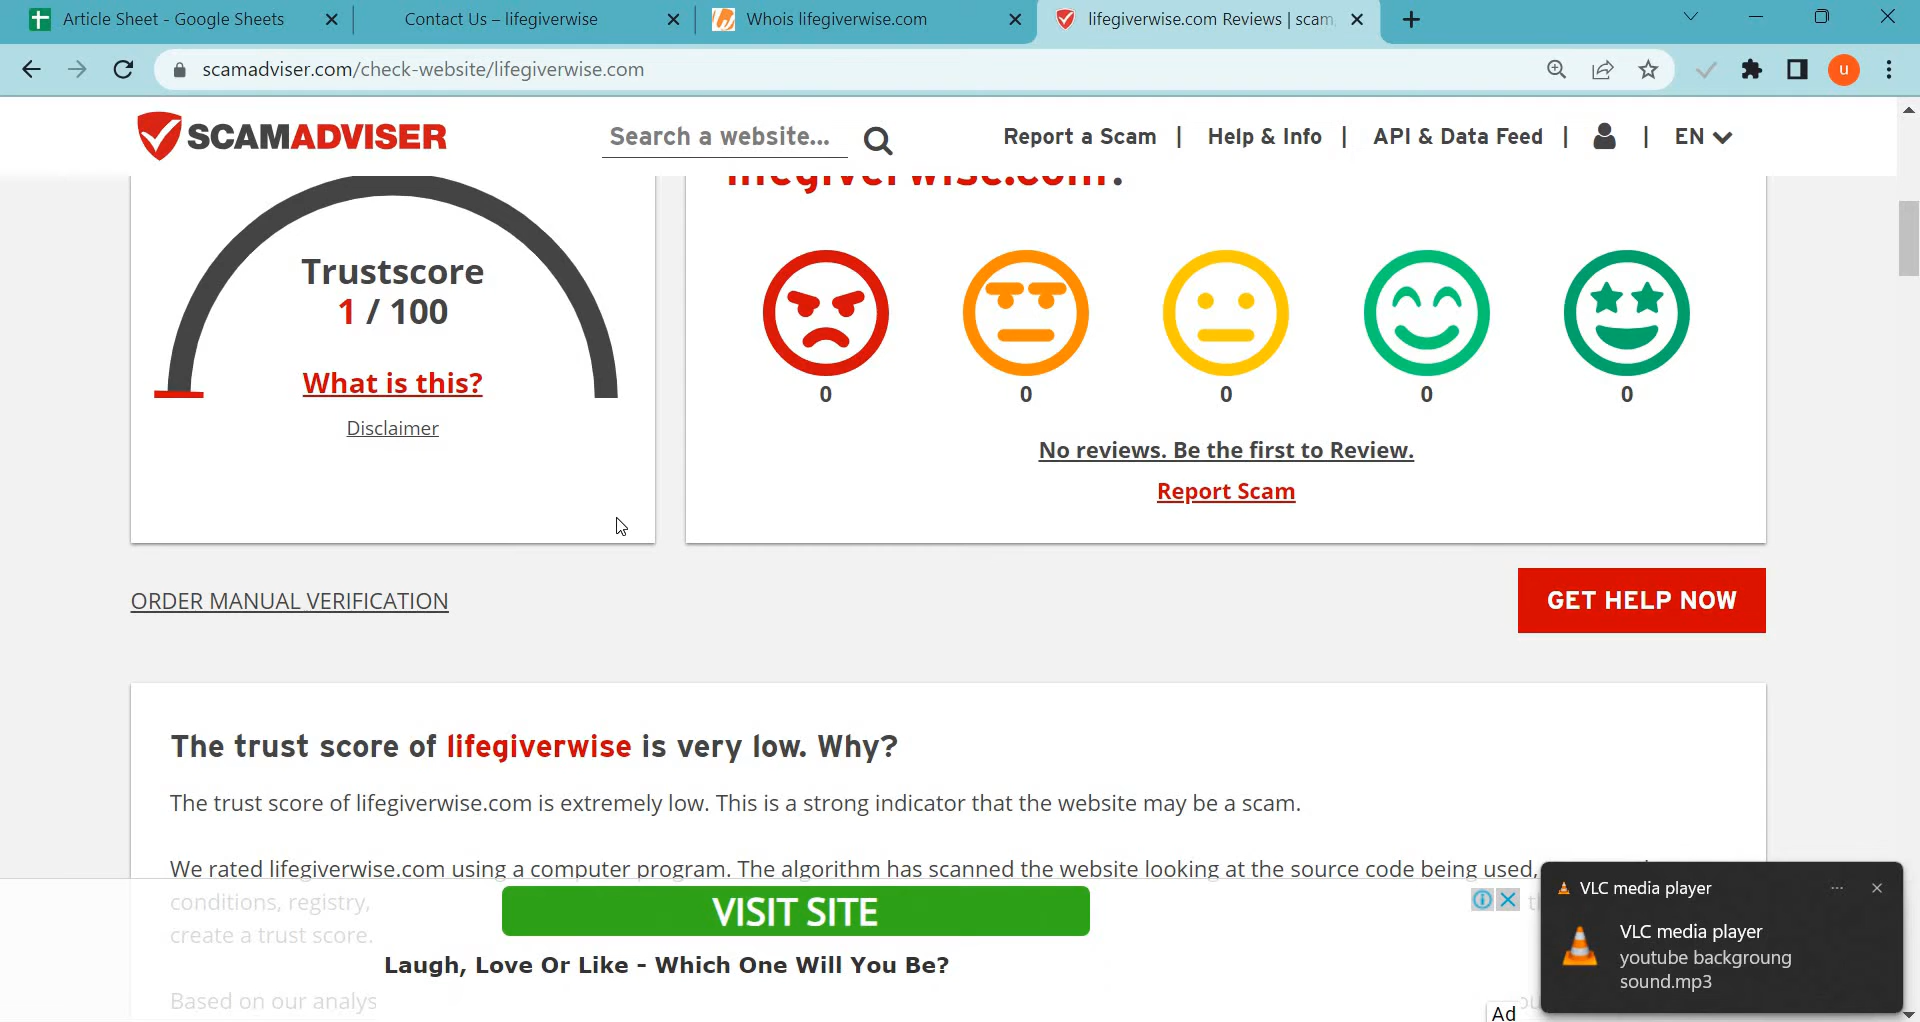 Article Sheet - Google Sheets
Contact Us – lifegiverwise
Whois lifegiverwise.com
lifegiverwise.com Reviews | scam
scamadviser.com/check-website/lifegiverwise.com
u
SCAMADVISER
Search a website...
Report a Scam | Help & Info | API & Data Feed | | EN
lifegiverwise.com?
Trustscore
1 / 100
What is this?
Disclaimer
0 0 0 0 0
No reviews. Be the first to Review.
Report Scam
ORDER MANUAL VERIFICATION
GET HELP NOW
The trust score of lifegiverwise is very low. Why?
The trust score of lifegiverwise.com is extremely low. This is a strong indicator that the website may be a scam.
We rated lifegiverwise.com using a computer program. The algorithm has scanned the website looking at the source code being used,
conditions, registry,
create a trust score.
Based on our analys
VISIT SITE
Laugh, Love Or Like - Which One Will You Be?
Ad
VLC media player
VLC media player
youtube backgroung
sound.mp3